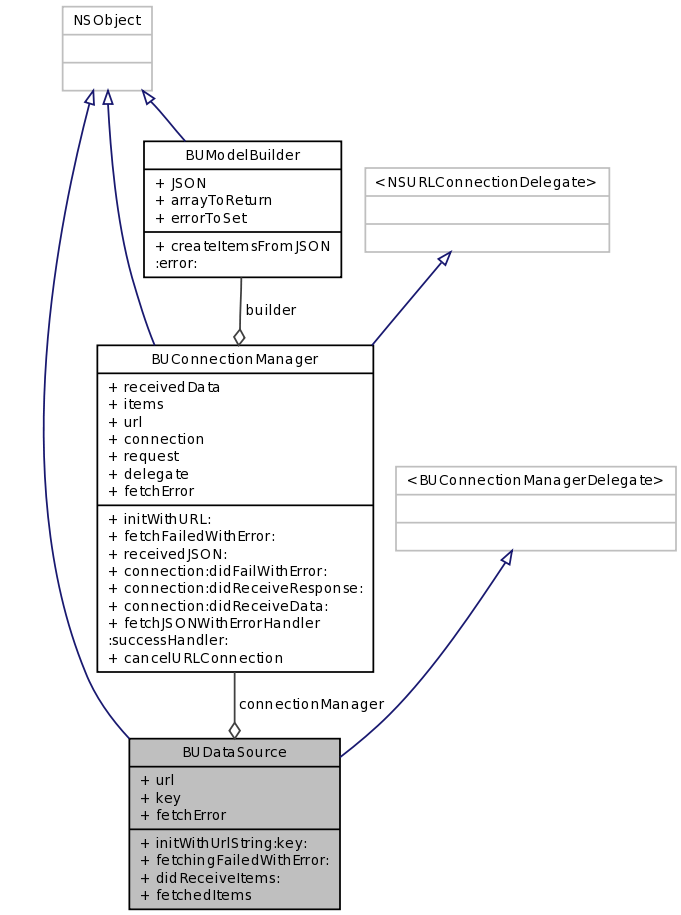 NSObject
BUModelBuilder
+ JSON
+ arrayToReturn
+ errorToSet
+ createItemsFromJSON
:error:
<NSURLConnectionDelegate>
builder
BUConnectionManager
+ receivedData
+ items
+ url
+ connection
+ request
+ delegate
+ fetchError
+ initWithURL:
+ fetchFailedWithError:
+ receivedJSON:
+ connection:didFailWithError:
+ connection:didReceiveResponse:
+ connection:didReceiveData:
+ fetchJSONWithErrorHandler
:successHandler:
+ cancelURLConnection
<BUConnectionManagerDelegate>
connectionManager
BUDataSource
+ url
+ key
+ fetchError
+ initWithUrlString:key:
+ fetchingFailedWithError:
+ didReceiveItems:
+ fetchedItems